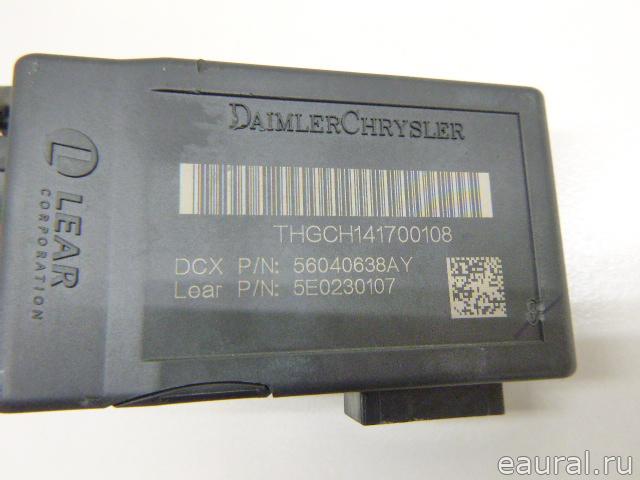 DAIMLERCHRYSLER
THGCH141700108
DCX P/N: 56040638AY
Lear P/N: 5E0230107
LEAR
CORPORATION
eaural.ru